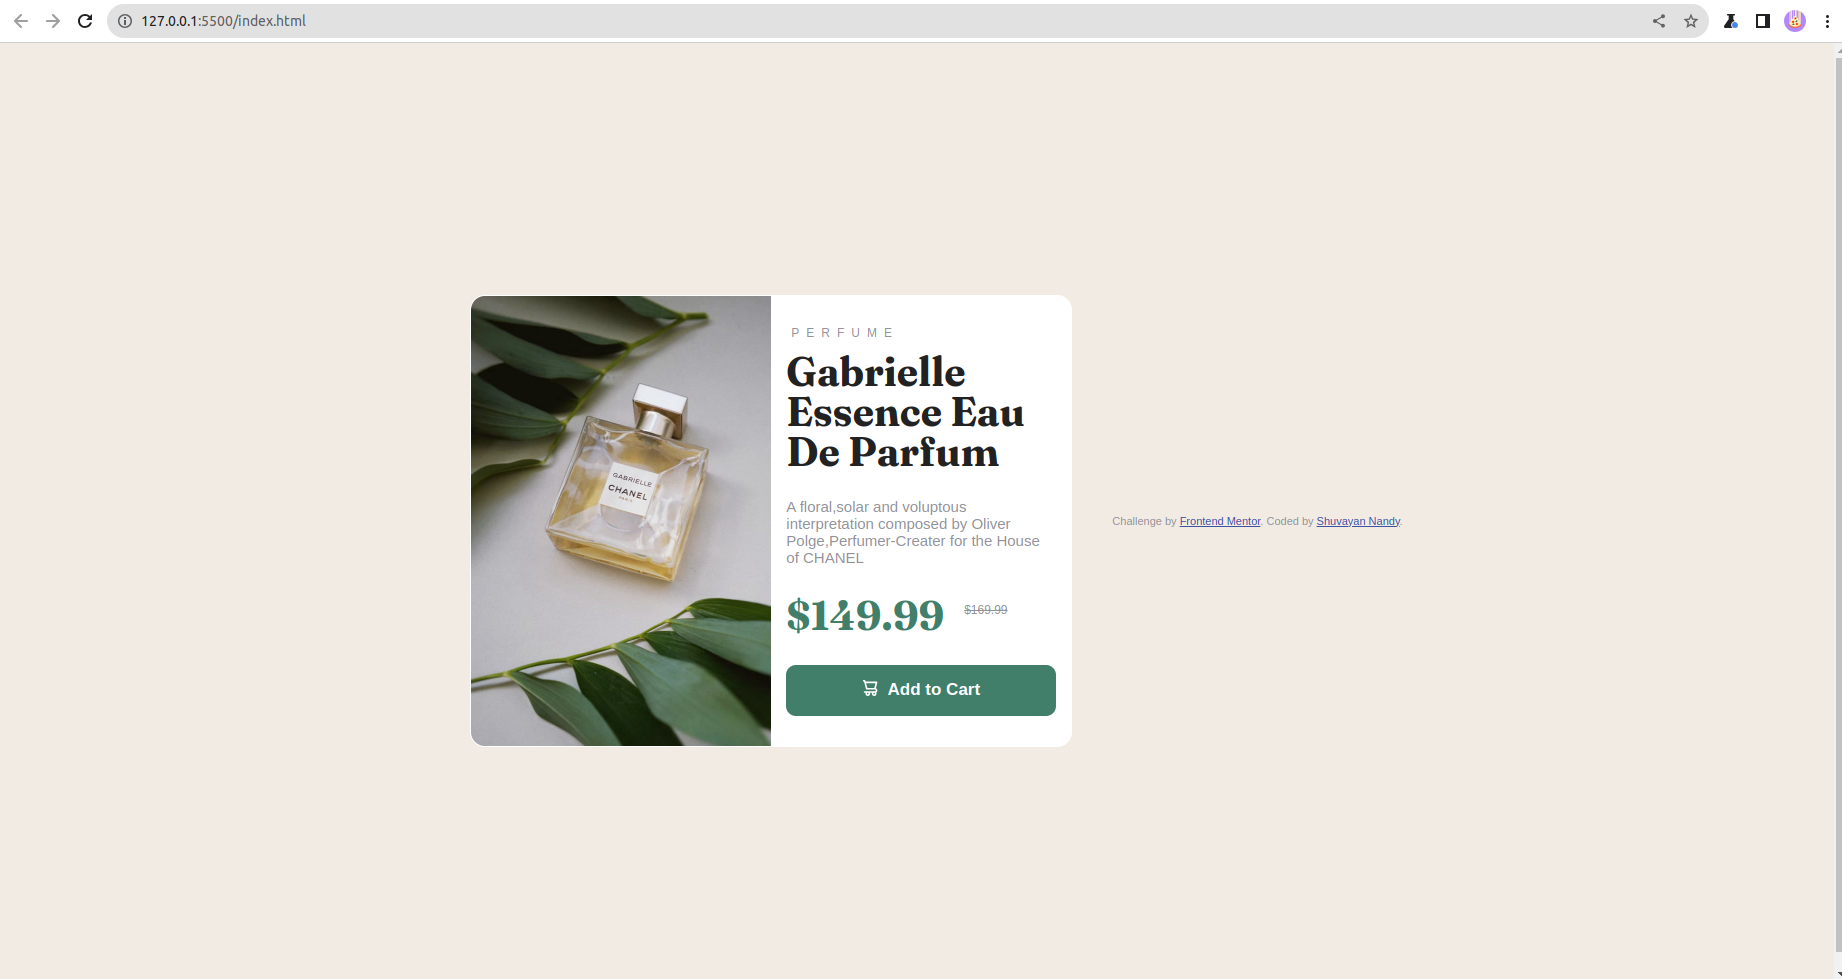 127.0.0.1:5500/index.html
PERFUME
Gabrielle
Essence Eau
De Parfum
GABRIELLE
CHANEL
PARIS
A floral,solar and voluptous
interpretation composed by Oliver
Polge,Perfumer-Creater for the House
of CHANEL
$149.99 $169.99
Add to Cart
Challenge by Frontend Mentor. Coded by Shuvayan Nandy.